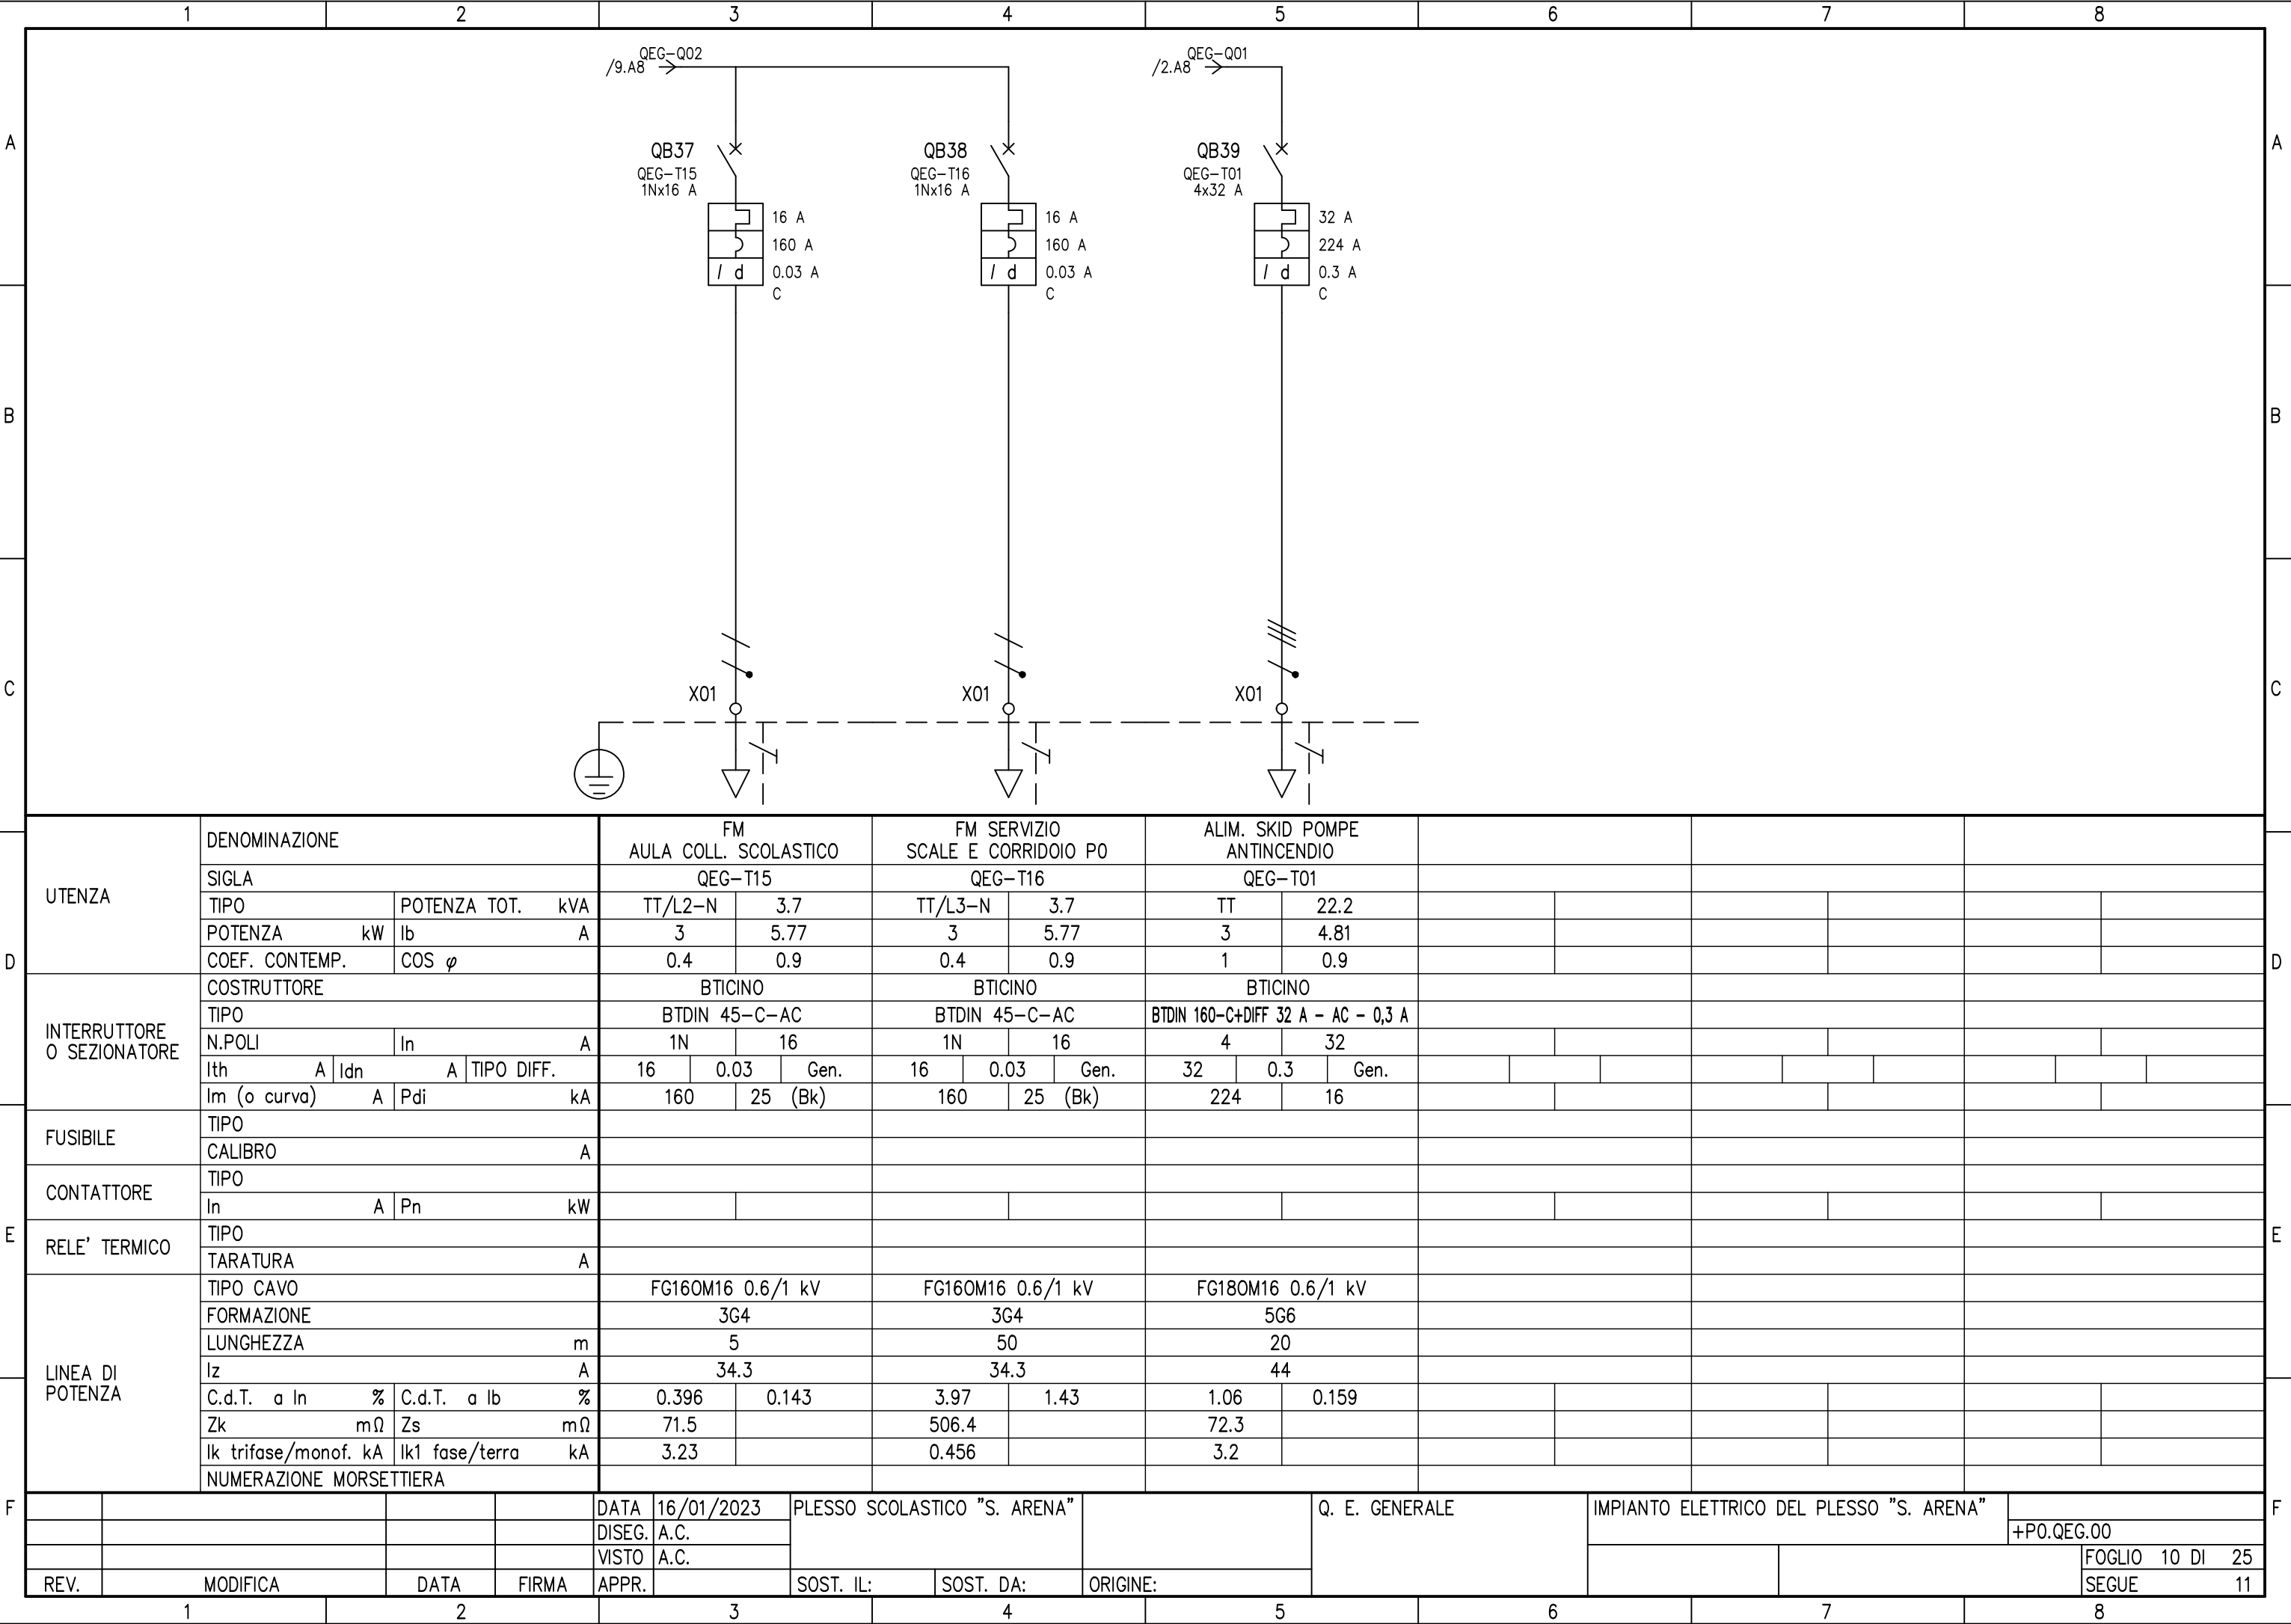 1 2 3 4 5 6 7 8
QEG-Q02 QEG-Q01
/9.A8 /2.A8
A A
QB37 QB38 QB39
QEG-T15 QEG-T16 QEG-T01
1Nx16 A 1Nx16 A 4x32 A
16 A 16 A 32 A
160 A 160 A 224 A
I d 0.03 A I d 0.03 A I d 0.3 A
C C C
B B
C X01 X01 X01 C
DENOMINAZIONE FM FM SERVIZIO ALIM. SKID POMPE
AULA COLL. SCOLASTICO SCALE E CORRIDOIO P0 ANTINCENDIO
UTENZA
SIGLA QEG-T15 QEG-T16 QEG-T01
TIPO POTENZA TOT. kVA TT/L2-N 3.7 TT/L3-N 3.7 TT 22.2
POTENZA kW Ib A 3 5.77 3 5.77 3 4.81
D COEF. CONTEMP. COS φ 0.4 0.9 0.4 0.9 1 0.9 D
INTERRUTTORE
O SEZIONATORE
COSTRUTTORE BTICINO BTICINO BTICINO
TIPO BTDIN 45-C-AC BTDIN 45-C-AC BTDIN 160-C+DIFF 32 A - AC - 0,3 A
N.POLI In A 1N 16 1N 16 4 32
Ith A Idn A TIPO DIFF. 16 0.03 Gen. 16 0.03 Gen. 32 0.3 Gen.
Im (o curva) A Pdi kA 160 25 (Bk) 160 25 (Bk) 224 16
FUSIBILE
TIPO
CALIBRO A
CONTATTORE
TIPO
In A Pn kW
E E
RELE' TERMICO
TIPO
TARATURA A
LINEA DI
POTENZA
TIPO CAVO FG16OM16 0.6/1 kV FG16OM16 0.6/1 kV FG18OM16 0.6/1 kV
FORMAZIONE 3G4 3G4 5G6
LUNGHEZZA m 5 50 20
Iz A 34.3 34.3 44
C.d.T. a In % C.d.T. a Ib % 0.396 0.143 3.97 1.43 1.06 0.159
Zk mΩ Zs mΩ 71.5 506.4 72.3
Ik trifase/monof. kA Ik1 fase/terra kA 3.23 0.456 3.2
NUMERAZIONE MORSETTIERA
F DATA 16/01/2023 PLESSO SCOLASTICO "S. ARENA" Q. E. GENERALE IMPIANTO ELETTRICO DEL PLESSO "S. ARENA" F
DISEG. A.C. +P0.QEG.00
VISTO A.C. FOGLIO 10 DI 25
REV. MODIFICA DATA FIRMA APPR. SOST. IL: SOST. DA: ORIGINE: SEGUE 11
1 2 3 4 5 6 7 8